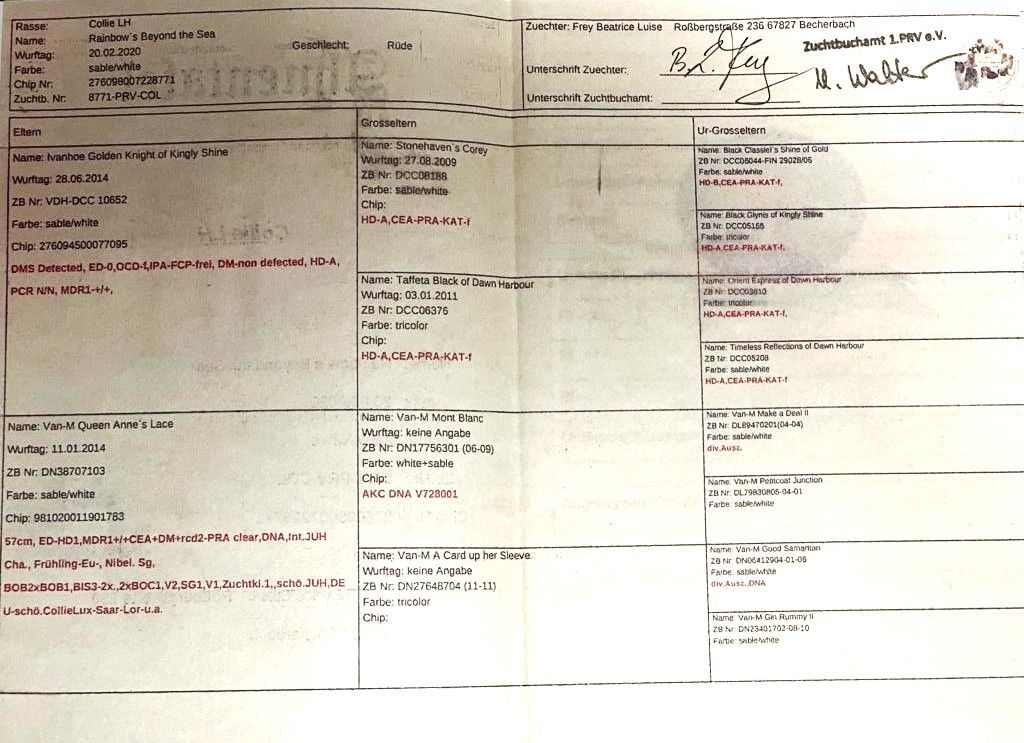 Rasse: Collie LH
Name: Rainbow´s Beyond the Sea
Geschlecht: Rüde
Wurftag: 20.02.2020
Farbe: sable/white
Chip Nr: 276098007228771
Zuchtb. Nr: 8771-PRV-COL
Zuechter: Frey Beatrice Luise Roßbergstraße 236 67827 Becherbach
Zuchtbuchamt 1.PRV e.V.
Unterschrift Zuechter:
Unterschrift Zuchtbuchamt:
Eltern
Name: Ivanhoe Golden Knight of Kingly Shine
Wurftag: 28.06.2014
ZB Nr: VDH-DCC 10652
Farbe: sable/white
Chip: 276094500077095
DMS Detected, ED-0,OCD-f,IPA-FCP-frei, DM-non defected, HD-A,
PCR N/N, MDR1-+/+,
Name: Van-M Queen Anne´s Lace
Wurftag: 11.01.2014
ZB Nr: DN38707103
Farbe: sable/white
Chip: 981020011901783
57cm, ED-HD1,MDR1+/+CEA+DM+rcd2-PRA clear,DNA,Int.JUH
Cha., Frühling-Eu-, Nibel. Sg,
BOB2xBOB1,BIS3-2x.,2xBOC1,V2,SG1,V1,Zuchtkl.1,,schö.JUH,DE
U-schö.CollieLux-Saar-Lor-u.a.
Grosseltern
Name: Stonehaven´s Corey
Wurftag: 27.08.2009
ZB Nr: DCC08188
Farbe: sable/white
Chip:
HD-A,CEA-PRA-KAT-f
Name: Taffeta Black of Dawn Harbour
Wurftag: 03.01.2011
ZB Nr: DCC06376
Farbe: tricolor
Chip:
HD-A,CEA-PRA-KAT-f
Name: Van-M Mont Blanc
Wurftag: keine Angabe
ZB Nr: DN17756301 (06-09)
Farbe: white+sable
Chip:
AKC DNA V728001
Name: Van-M A Card up her Sleeve
Wurftag: keine Angabe
ZB Nr: DN27648704 (11-11)
Farbe: tricolor
Chip:
Ur-Grosseltern
Name: Black Classiel´s Shine of Gold
ZB Nr: DCC06044-FIN 29028/05
Farbe: sable/white
HD-B,CEA-PRA-KAT-f,
Name: Black Glynis of Kingly Shine
ZB Nr: DCC05166
Farbe: tricolor
HD-A,CEA-PRA-KAT-f,
Name: Orient Express of Dawn Harbour
ZB Nr: DCC03810
Farbe: tricolor
HD-A,CEA-PRA-KAT-f,
Name: Timeless Reflections of Dawn Harbour
ZB Nr: DCC05208
Farbe: sable/white
HD-A,CEA-PRA-KAT-f
Name: Van-M Make a Deal II
ZB Nr: DL89470201(04-04)
Farbe: sable/white
div.Ausz.
Name: Van-M Petticoat Junction
ZB Nr: DL79830806-04-01
Farbe: sable/white
Name: Van-M Good Samaritan
ZB Nr: DN06412904-01-06
Farbe: sable/white
div.Ausz.,DNA
Name: Van-M Gin Rummy II
ZB Nr: DN23401702-08-10
Farbe: sable/white